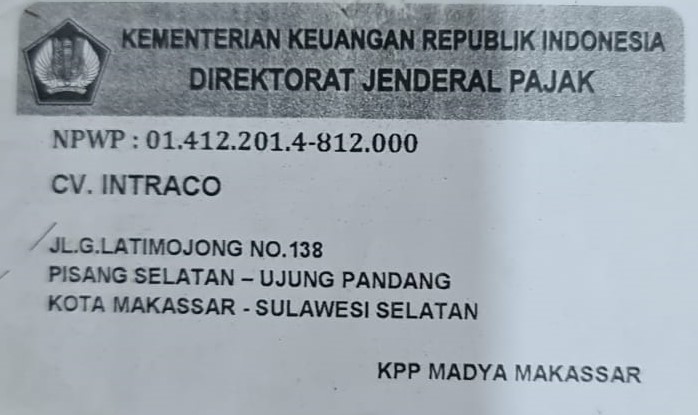 KEMENTERIAN KEUANGAN REPUBLIK INDONESIA
DIREKTORAT JENDERAL PAJAK
NPWP : 01.412.201.4-812.000
CV. INTRACO
JL.G.LATIMOJONG NO.138
PISANG SELATAN – UJUNG PANDANG
KOTA MAKASSAR - SULAWESI SELATAN
KPP MADYA MAKASSAR